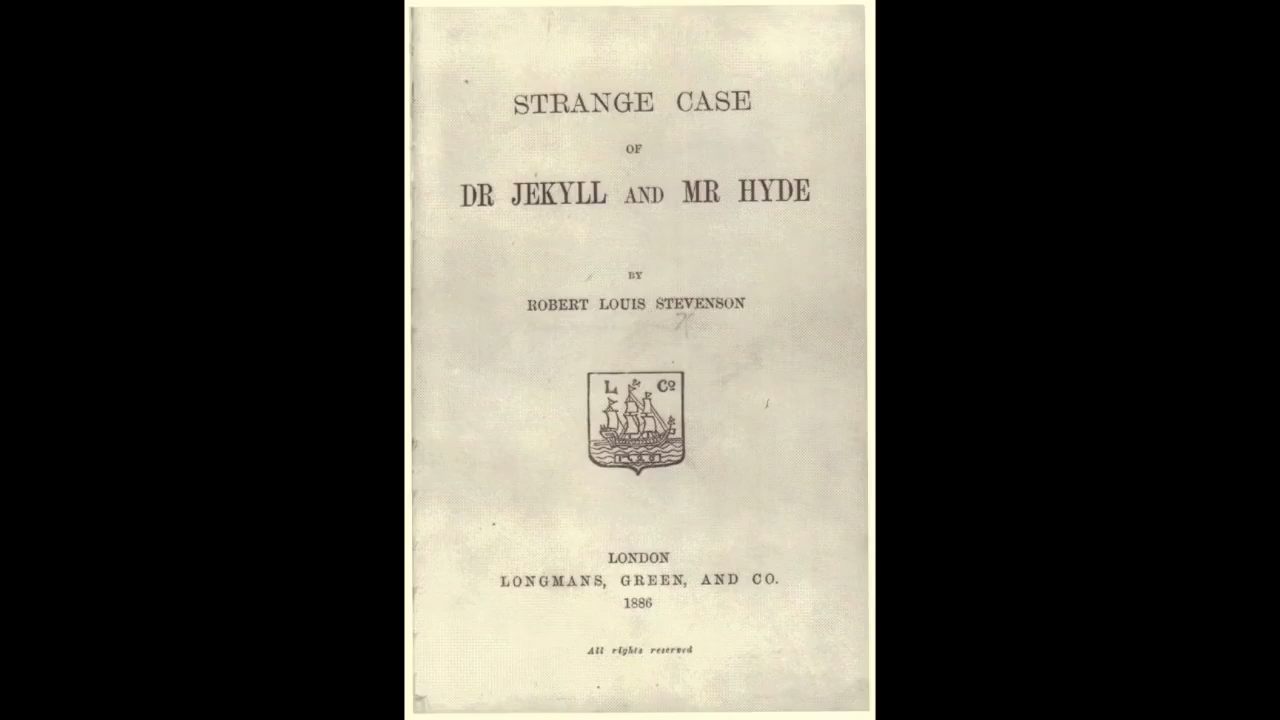 STRANGE CASE
OF
DR JEKYLL AND MR HYDE
BY
ROBERT LOUIS STEVENSON
L Co
LONDON
LONGMANS, GREEN, AND CO.
1886
All rights reserved